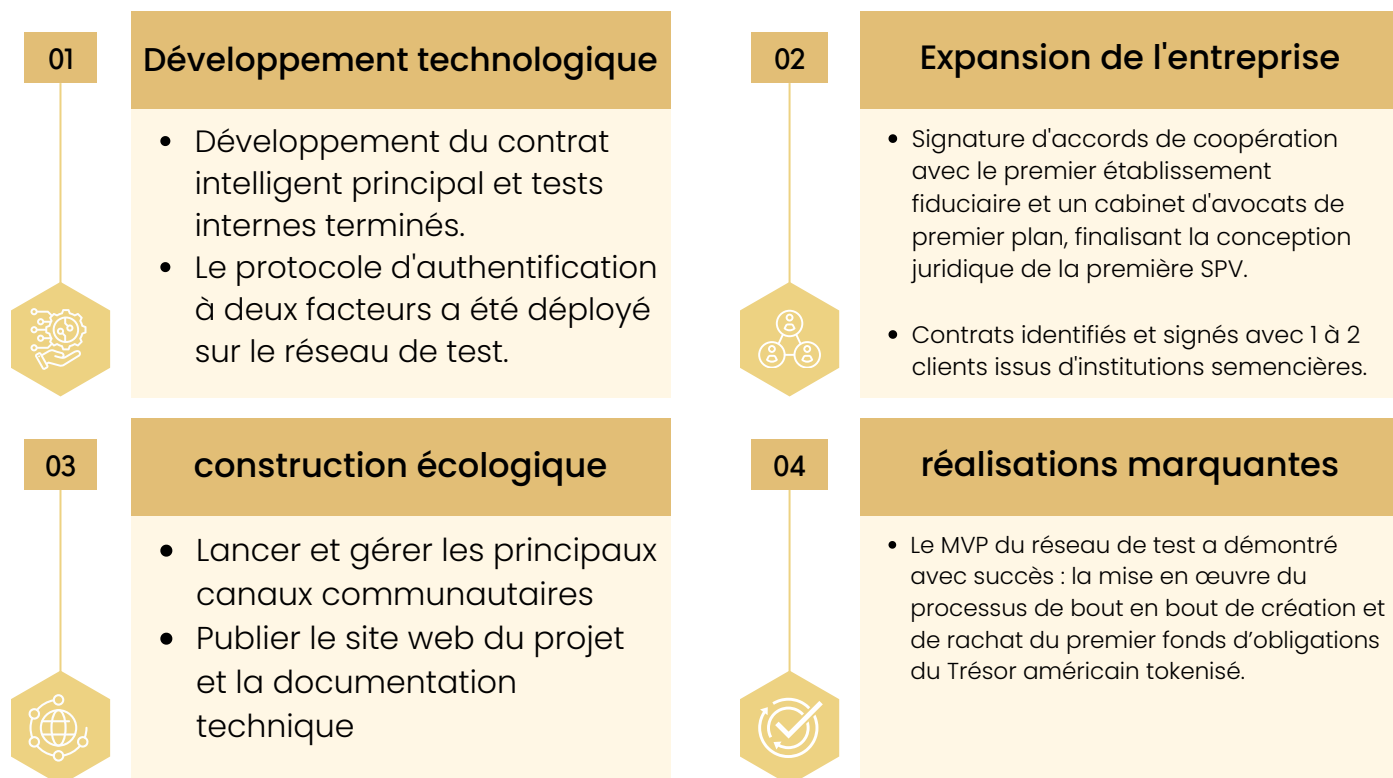 01
Développement technologique
• Développement du contrat
intelligent principal et tests
internes terminés.
• Le protocole d'authentification
à deux facteurs a été déployé
sur le réseau de test.
02
Expansion de l'entreprise
• Signature d'accords de coopération
avec le premier établissement
fiduciaire et un cabinet d'avocats de
premier plan, finalisant la conception
juridique de la première SPV.
• Contrats identifiés et signés avec 1 à 2
clients issus d'institutions semencières.
03
construction écologique
• Lancer et gérer les principaux
canaux communautaires
• Publier le site web du projet
et la documentation
technique
04
réalisations marquantes
• Le MVP du réseau de test a démontré
avec succès : la mise en œuvre du
processus de bout en bout de création et
de rachat du premier fonds d’obligations
du Trésor américain tokenisé.